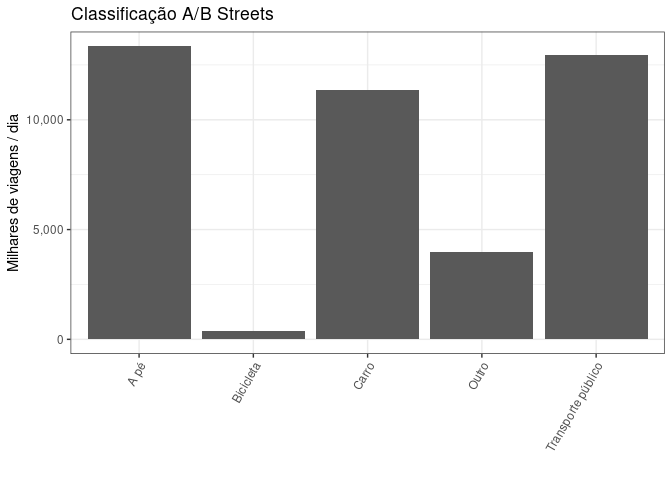 Classificação A/B Streets
Milhares de viagens / dia
10,000
5,000
0
A pé
Bicicleta
Carro
Outro
Transporte público